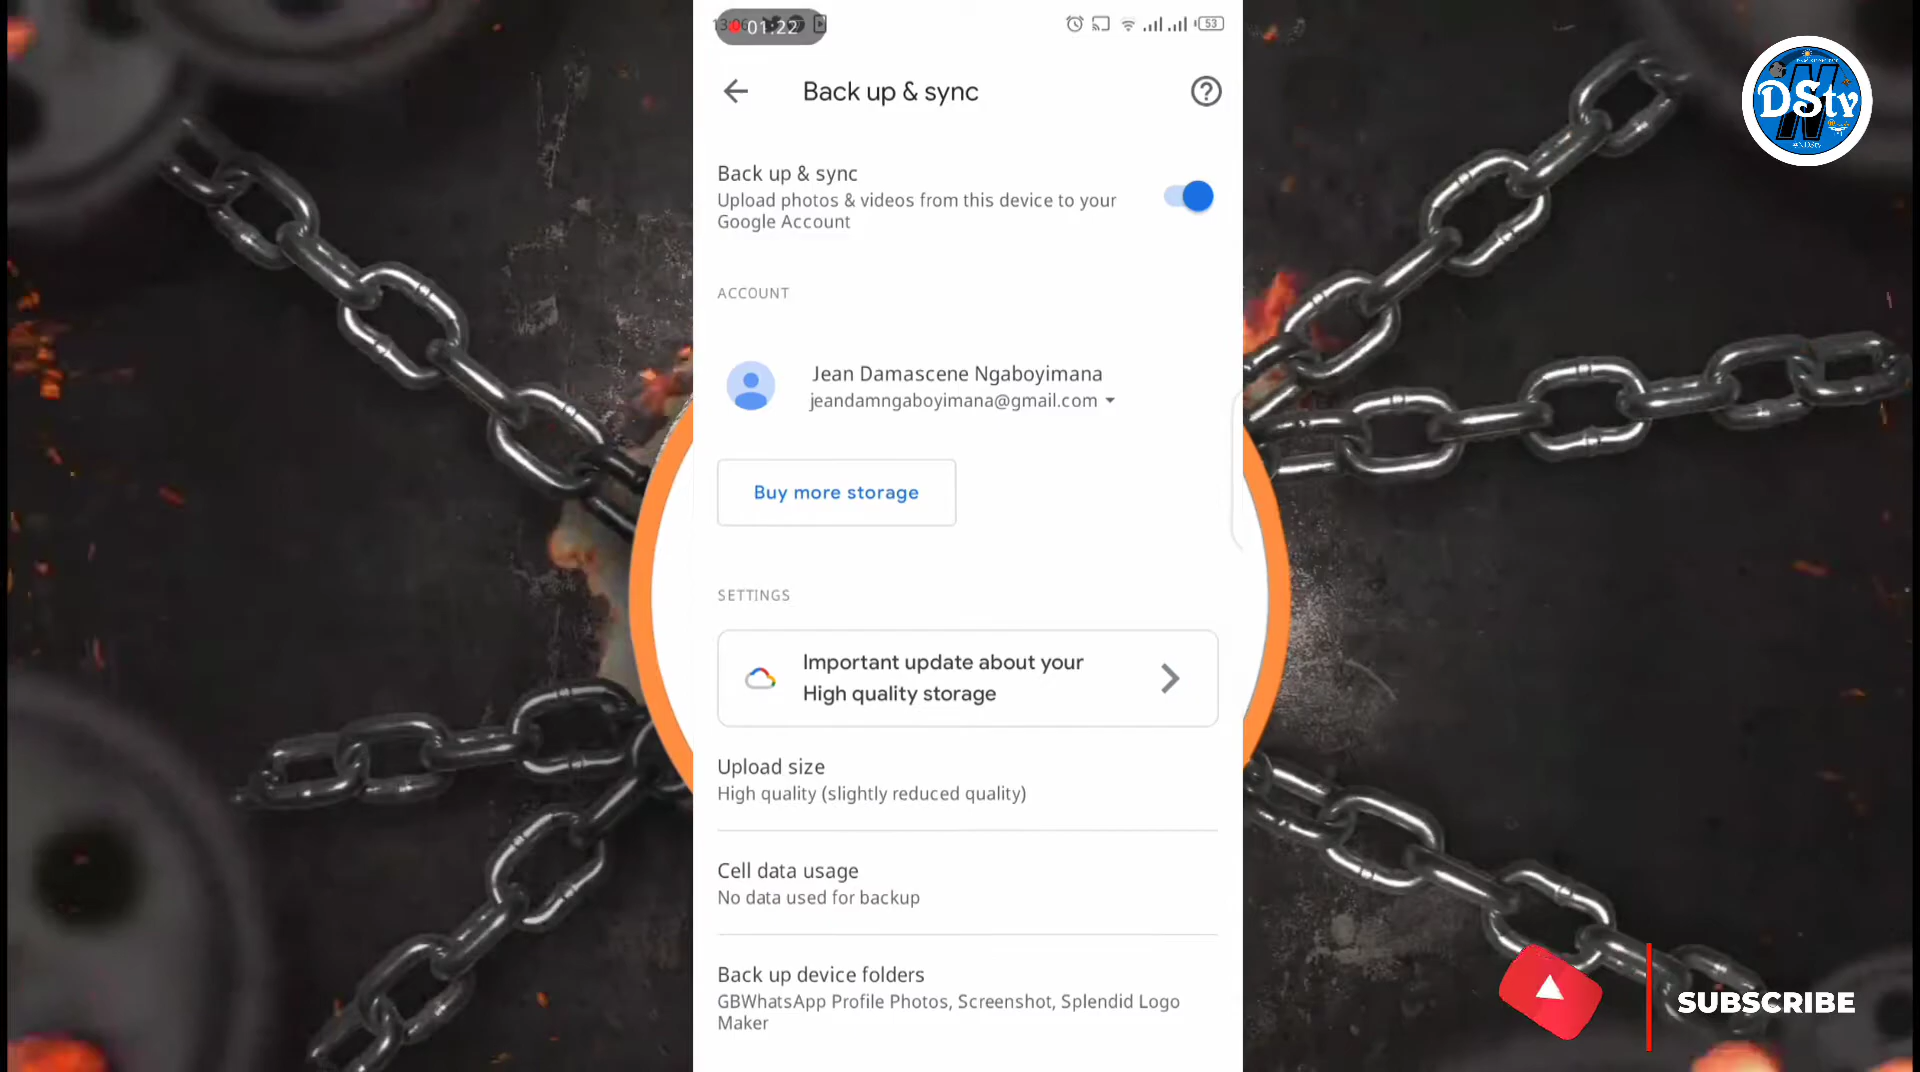 01:22
53
Back up & sync
Back up & sync
Upload photos & videos from this device to your
Google Account
ACCOUNT
Jean Damascene Ngaboyimana
jeandamngaboyimana@gmail.com
Buy more storage
SETTINGS
Important update about your
High quality storage
Upload size
High quality (slightly reduced quality)
Cell data usage
No data used for backup
Back up device folders
GBWhatsApp Profile Photos, Screenshot, Splendid Logo
Maker
DStv
N
SUBSCRIBE